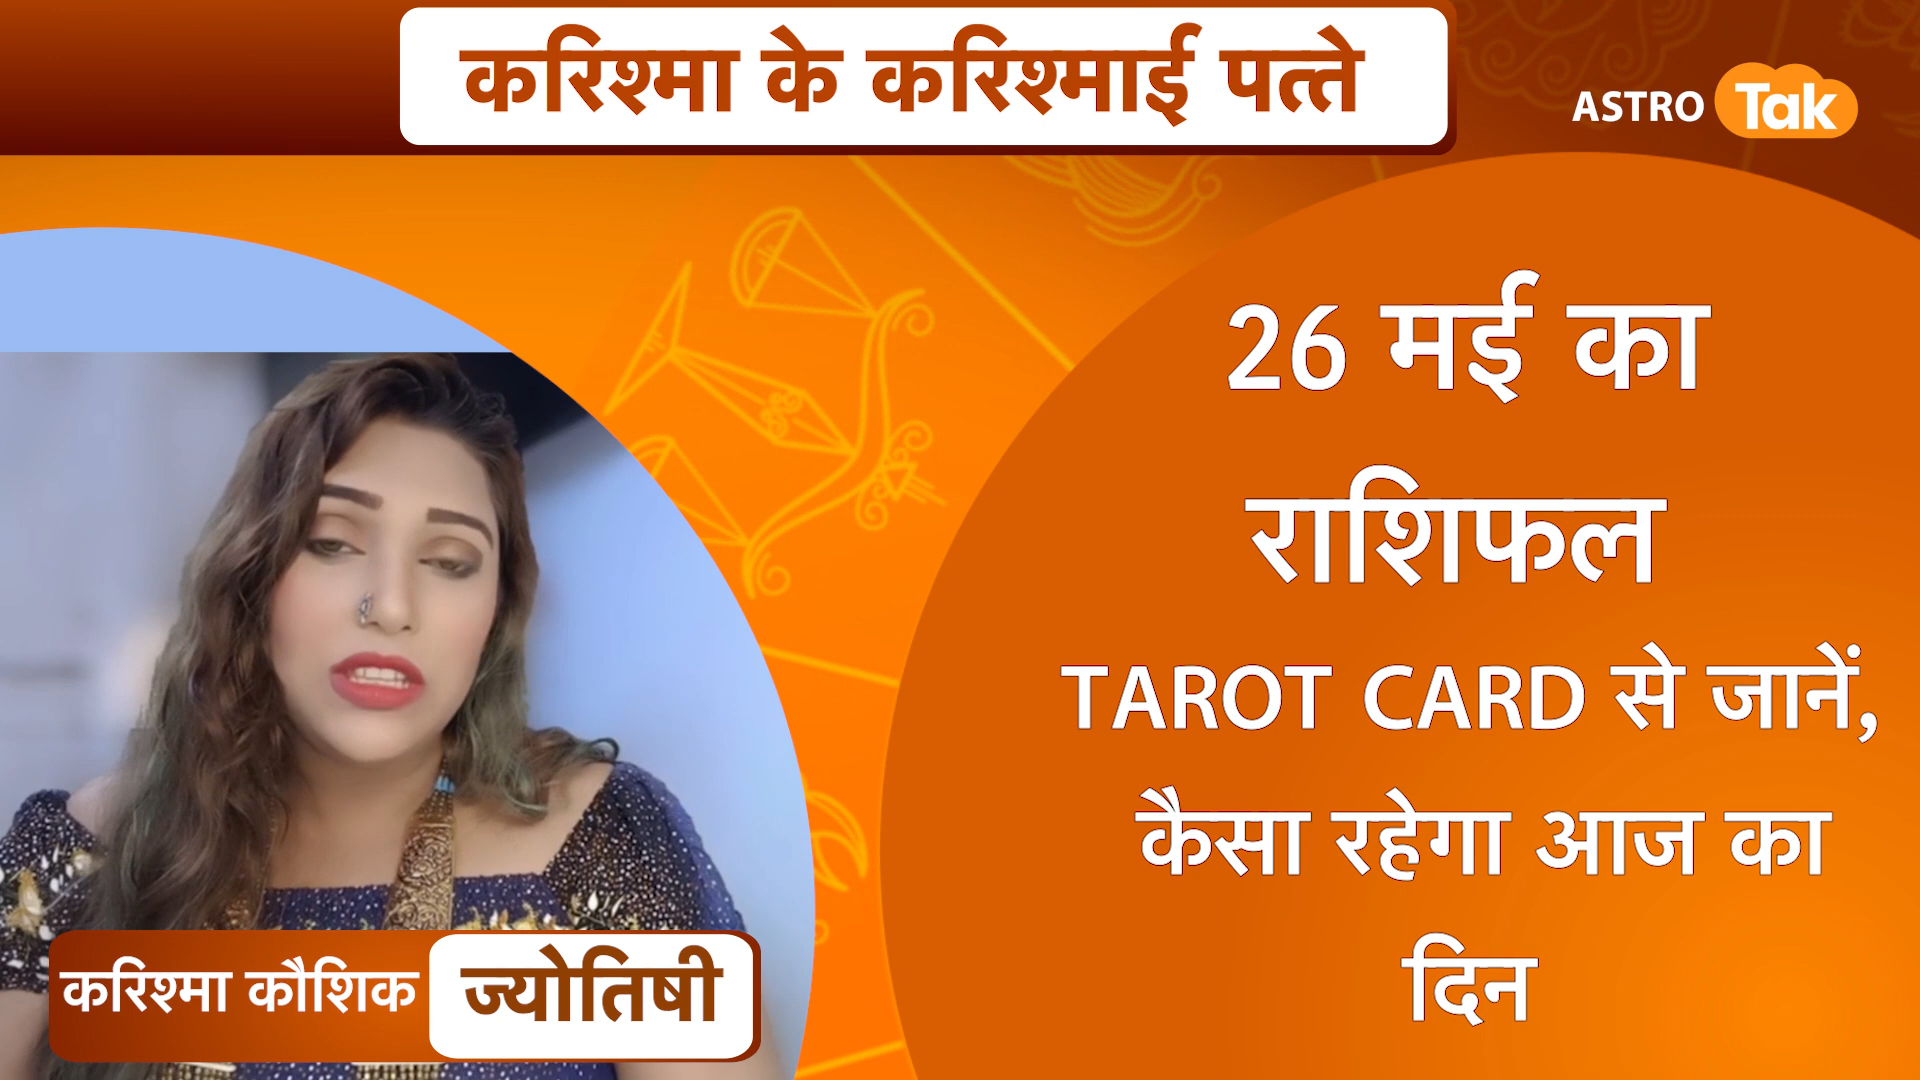 करिश्मा के करिश्माई पत्ते
ASTRO Tak
26 मई का
राशिफल
TAROT CARD से जानें,
कैसा रहेगा आज का
दिन
करिश्मा कौशिक
ज्योतिषी